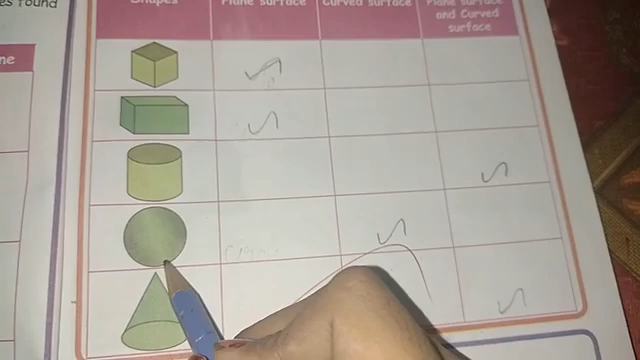 es found
Shapes Plane surface Curved surface Plane surface
and Curved
surface
ne